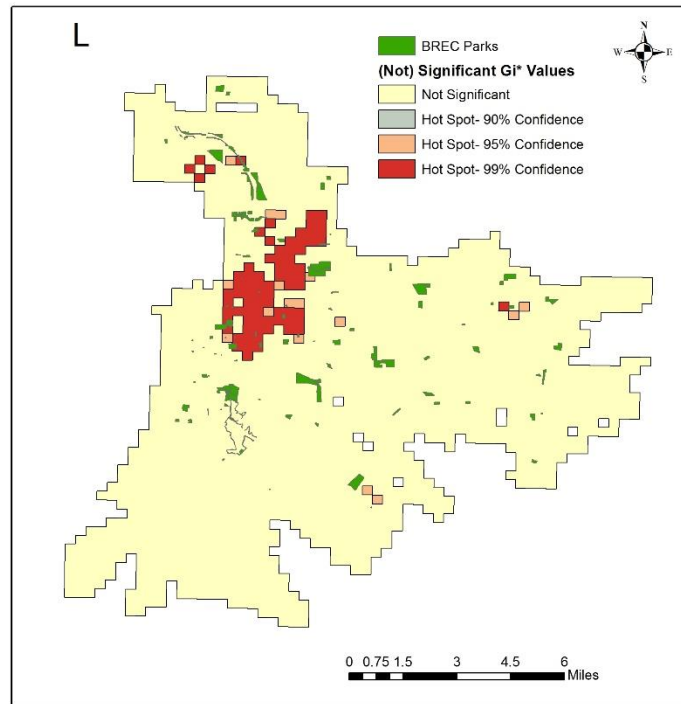 L
BREC Parks
(Not) Significant Gi* Values
Not Significant
Hot Spot- 90% Confidence
Hot Spot- 95% Confidence
Hot Spot- 99% Confidence
N
W E
S
0 0.75 1.5 3 4.5 6
Miles